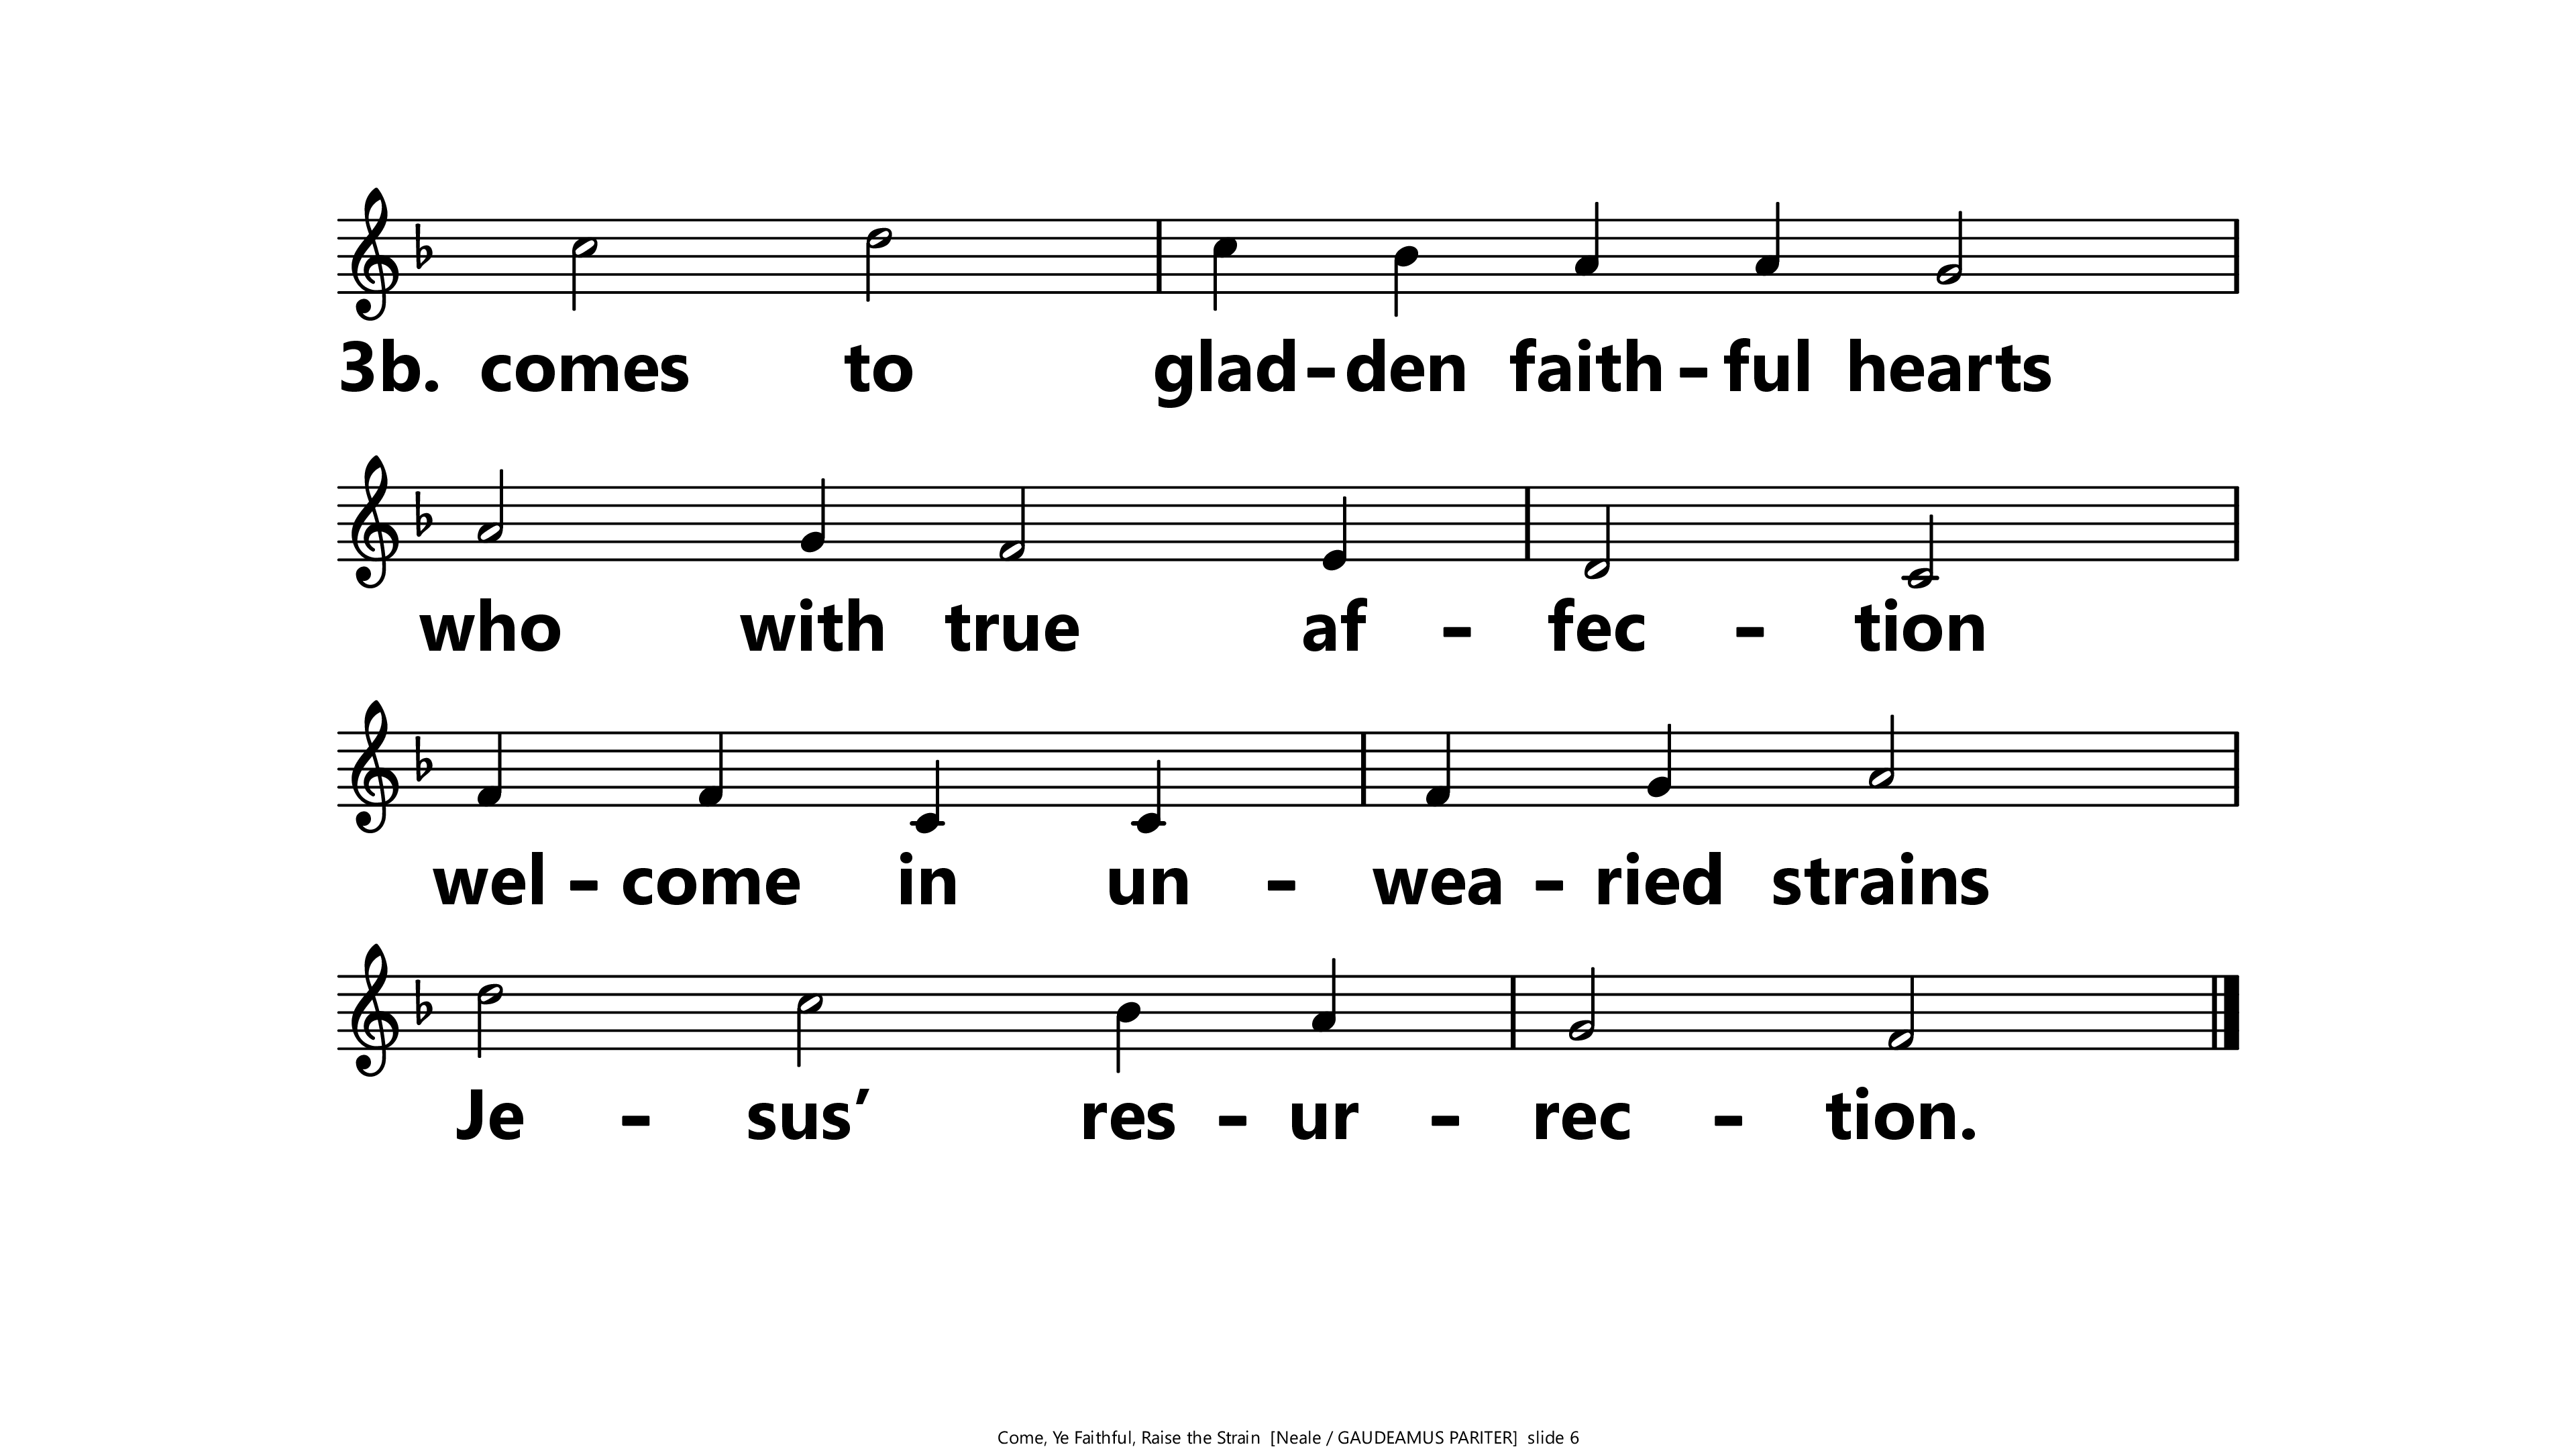 3b. comes to glad-den faith-ful hearts
who with true af - fec - tion
wel - come in un - wea - ried strains
Je - sus’ res - ur - rec - tion.
Come, Ye Faithful, Raise the Strain [Neale / GAUDEAMUS PARITER] slide 6